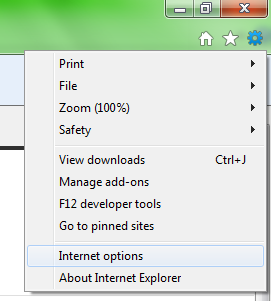 Print
File
Zoom (100%)
Safety
View downloads Ctrl+J
Manage add-ons
F12 developer tools
Go to pinned sites
Internet options
About Internet Explorer